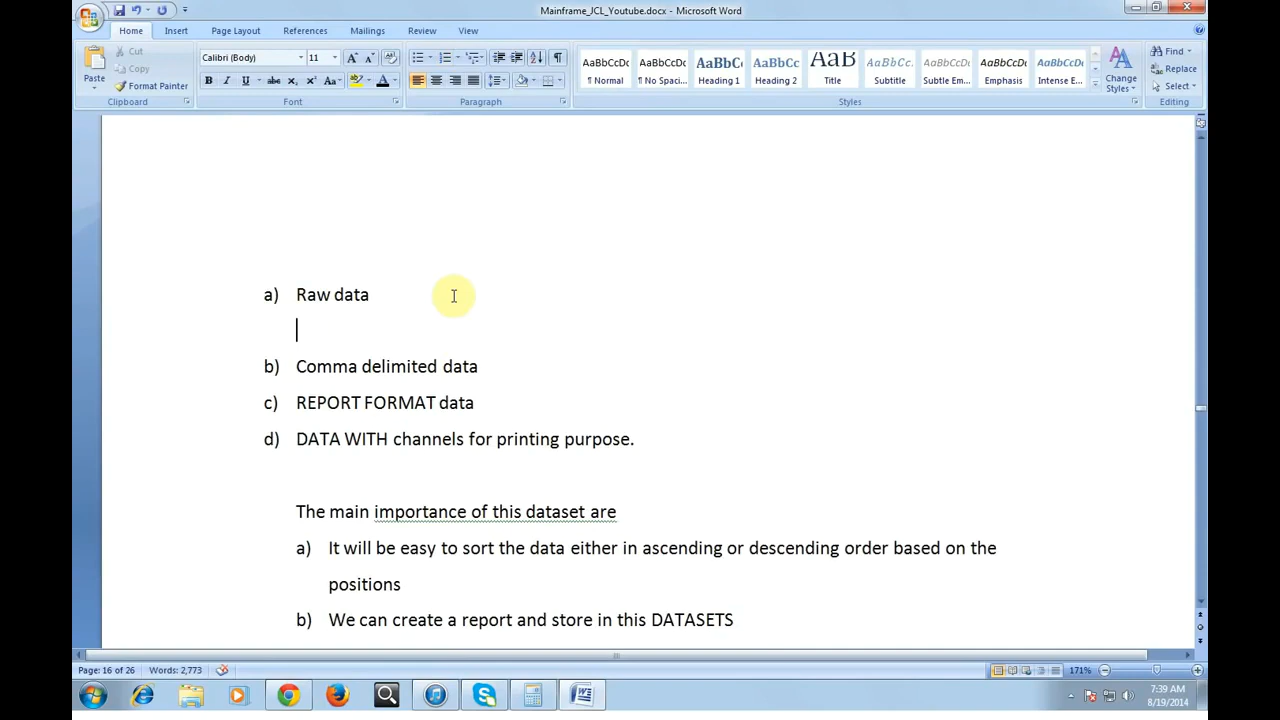 Mainframe_JCL_Youtube.docx - Microsoft Word
Home Insert Page Layout References Mailings Review View
Paste
Cut
Copy
Format Painter
Clipboard
Calibri (Body) 11
B I U abc x₂ x² Aa A
Font
Paragraph
AaBbCcDc AaBbCcDc AaBbC AaBbCc AaB AaBbCc. AaBbCcDc AaBbCcDc AaBbCcDc
¶ Normal ¶ No Spaci... Heading 1 Heading 2 Title Subtitle Subtle Em... Emphasis Intense E...
Styles
Change Styles
Find
Replace
Select
Editing
a) Raw data
b) Comma delimited data
c) REPORT FORMAT data
d) DATA WITH channels for printing purpose.
The main importance of this dataset are
a) It will be easy to sort the data either in ascending or descending order based on the
positions
b) We can create a report and store in this DATASETS
Page: 16 of 26 Words: 2,773 171%
7:39 AM
8/19/2014